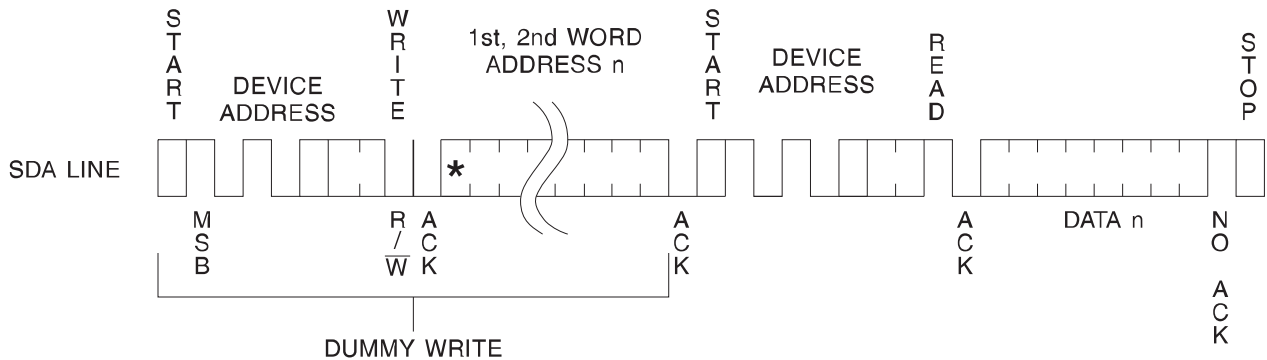 START
WRITE
1st, 2nd WORD
ADDRESS n
START
DEVICE
ADDRESS
READ
STOP
DEVICE
ADDRESS
SDA LINE
*
MSB
R/W
ACK
ACK
ACK
DATA n
NO ACK
DUMMY WRITE